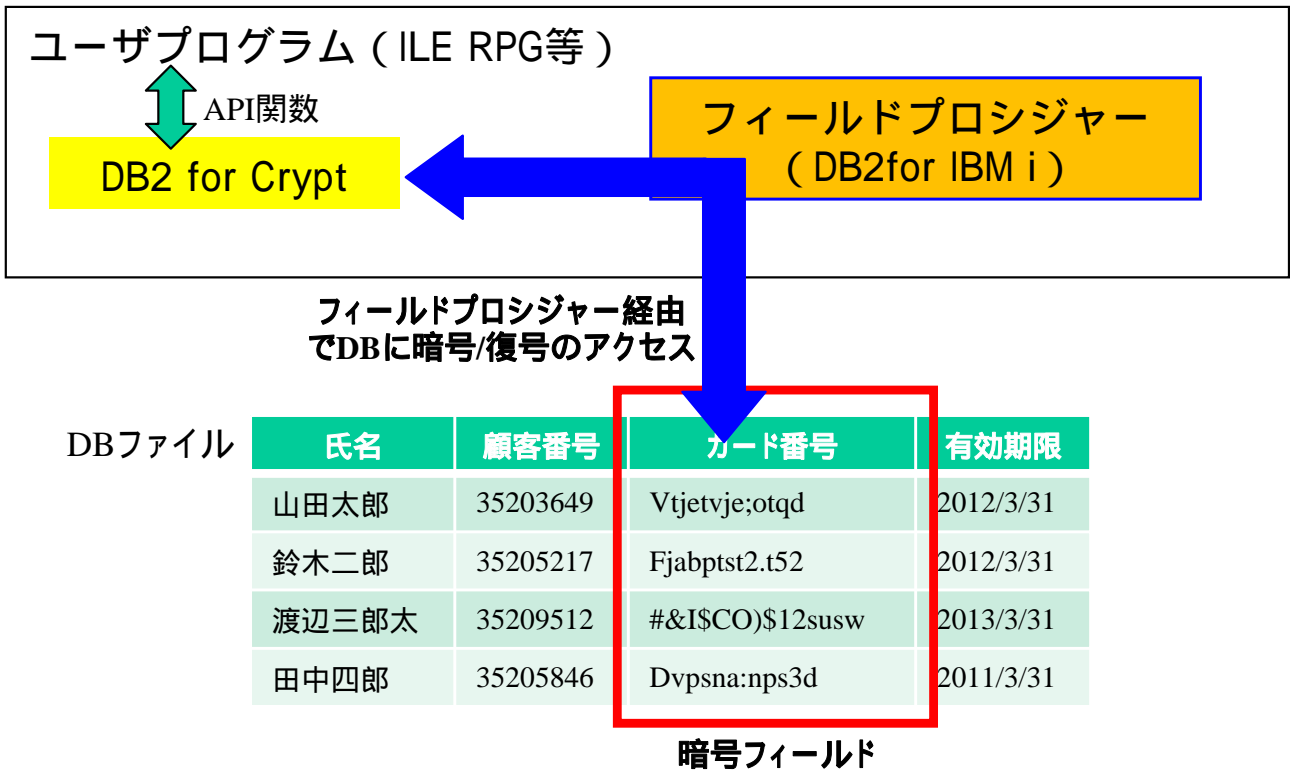 ユーザプログラム（ILE RPG等）
API関数
DB2 for Crypt
フィールドプロシジャー
（DB2for IBM i）
フィールドプロシジャー経由
でDBに暗号/復号のアクセス
DBファイル
氏名 顧客番号 カード番号 有効期限
山田太郎 35203649 Vtjetvje;otqd 2012/3/31
鈴木二郎 35205217 Fjabptst2.t52 2012/3/31
渡辺三郎太 35209512 #&I$CO)$12susw 2013/3/31
田中四郎 35205846 Dvpsna:nps3d 2011/3/31
暗号フィールド